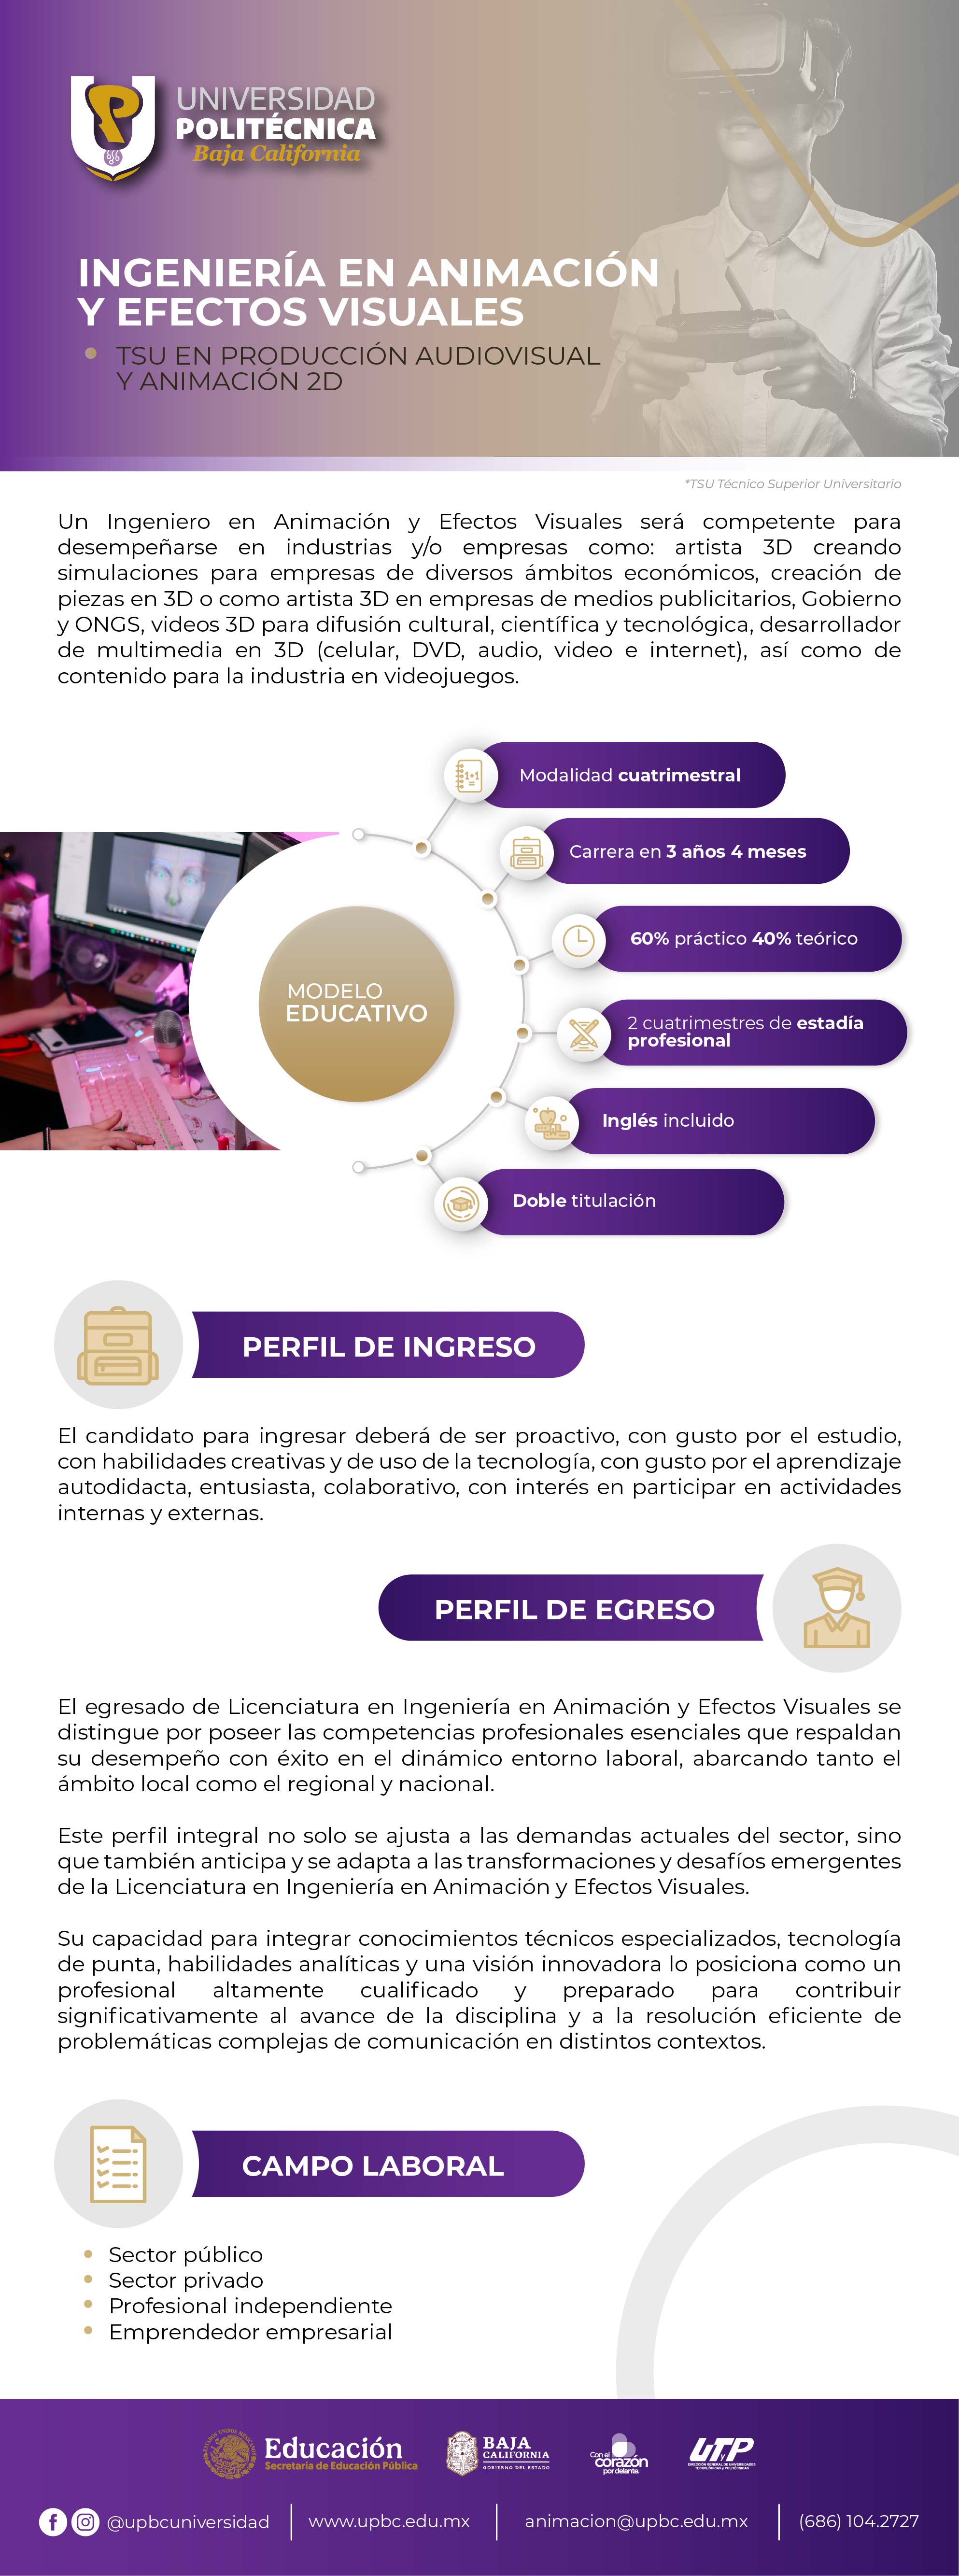 UNIVERSIDAD
POLITÉCNICA
Baja California
INGENIERÍA EN ANIMACIÓN
Y EFECTOS VISUALES
TSU EN PRODUCCIÓN AUDIOVISUAL
Y ANIMACIÓN 2D
*TSU Técnico Superior Universitario
Un Ingeniero en Animación y Efectos Visuales será competente para
desempeñarse en industrias y/o empresas como: artista 3D creando
simulaciones para empresas de diversos ámbitos económicos, creación de
piezas en 3D o como artista 3D en empresas de medios publicitarios, Gobierno
y ONGS, videos 3D para difusión cultural, científica y tecnológica, desarrollador
de multimedia en 3D (celular, DVD, audio, video e internet), así como de
contenido para la industria en videojuegos.
1+1
=
Modalidad cuatrimestral
Carrera en 3 años 4 meses
60% práctico 40% teórico
MODELO
EDUCATIVO
2 cuatrimestres de estadía
profesional
Inglés incluido
Doble titulación
PERFIL DE INGRESO
El candidato para ingresar deberá de ser proactivo, con gusto por el estudio,
con habilidades creativas y de uso de la tecnología, con gusto por el aprendizaje
autodidacta, entusiasta, colaborativo, con interés en participar en actividades
internas y externas.
PERFIL DE EGRESO
El egresado de Licenciatura en Ingeniería en Animación y Efectos Visuales se
distingue por poseer las competencias profesionales esenciales que respaldan
su desempeño con éxito en el dinámico entorno laboral, abarcando tanto el
ámbito local como el regional y nacional.
Este perfil integral no solo se ajusta a las demandas actuales del sector, sino
que también anticipa y se adapta a las transformaciones y desafíos emergentes
de la Licenciatura en Ingeniería en Animación y Efectos Visuales.
Su capacidad para integrar conocimientos técnicos especializados, tecnología
de punta, habilidades analíticas y una visión innovadora lo posiciona como un
profesional altamente cualificado y preparado para contribuir
significativamente al avance de la disciplina y a la resolución eficiente de
problemáticas complejas de comunicación en distintos contextos.
CAMPO LABORAL
Sector público
Sector privado
Profesional independiente
Emprendedor empresarial
ESTADOS UNIDOS MEXICANOS
Educación
Secretaría de Educación Pública
BAJA
CALIFORNIA
GOBIERNO DEL ESTADO
Con el
corazón
por delante.
UTyP
DIRECCIÓN GENERAL DE UNIVERSIDADES
TECNOLÓGICAS y POLITÉCNICAS
@upbcuniversidad
www.upbc.edu.mx
animacion@upbc.edu.mx
(686) 104.2727